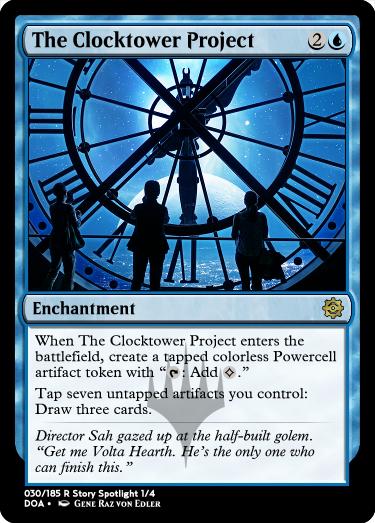 The Clocktower Project 2
Enchantment
When The Clocktower Project enters the
battlefield, create a tapped colorless Powercell
artifact token with “: Add .”
Tap seven untapped artifacts you control:
Draw three cards.
Director Sah gazed up at the half-built golem.
“Get me Volta Hearth. He's the only one who
can finish this.”
030/185 R Story Spotlight 1/4
DOA • Gene Raz von Edler